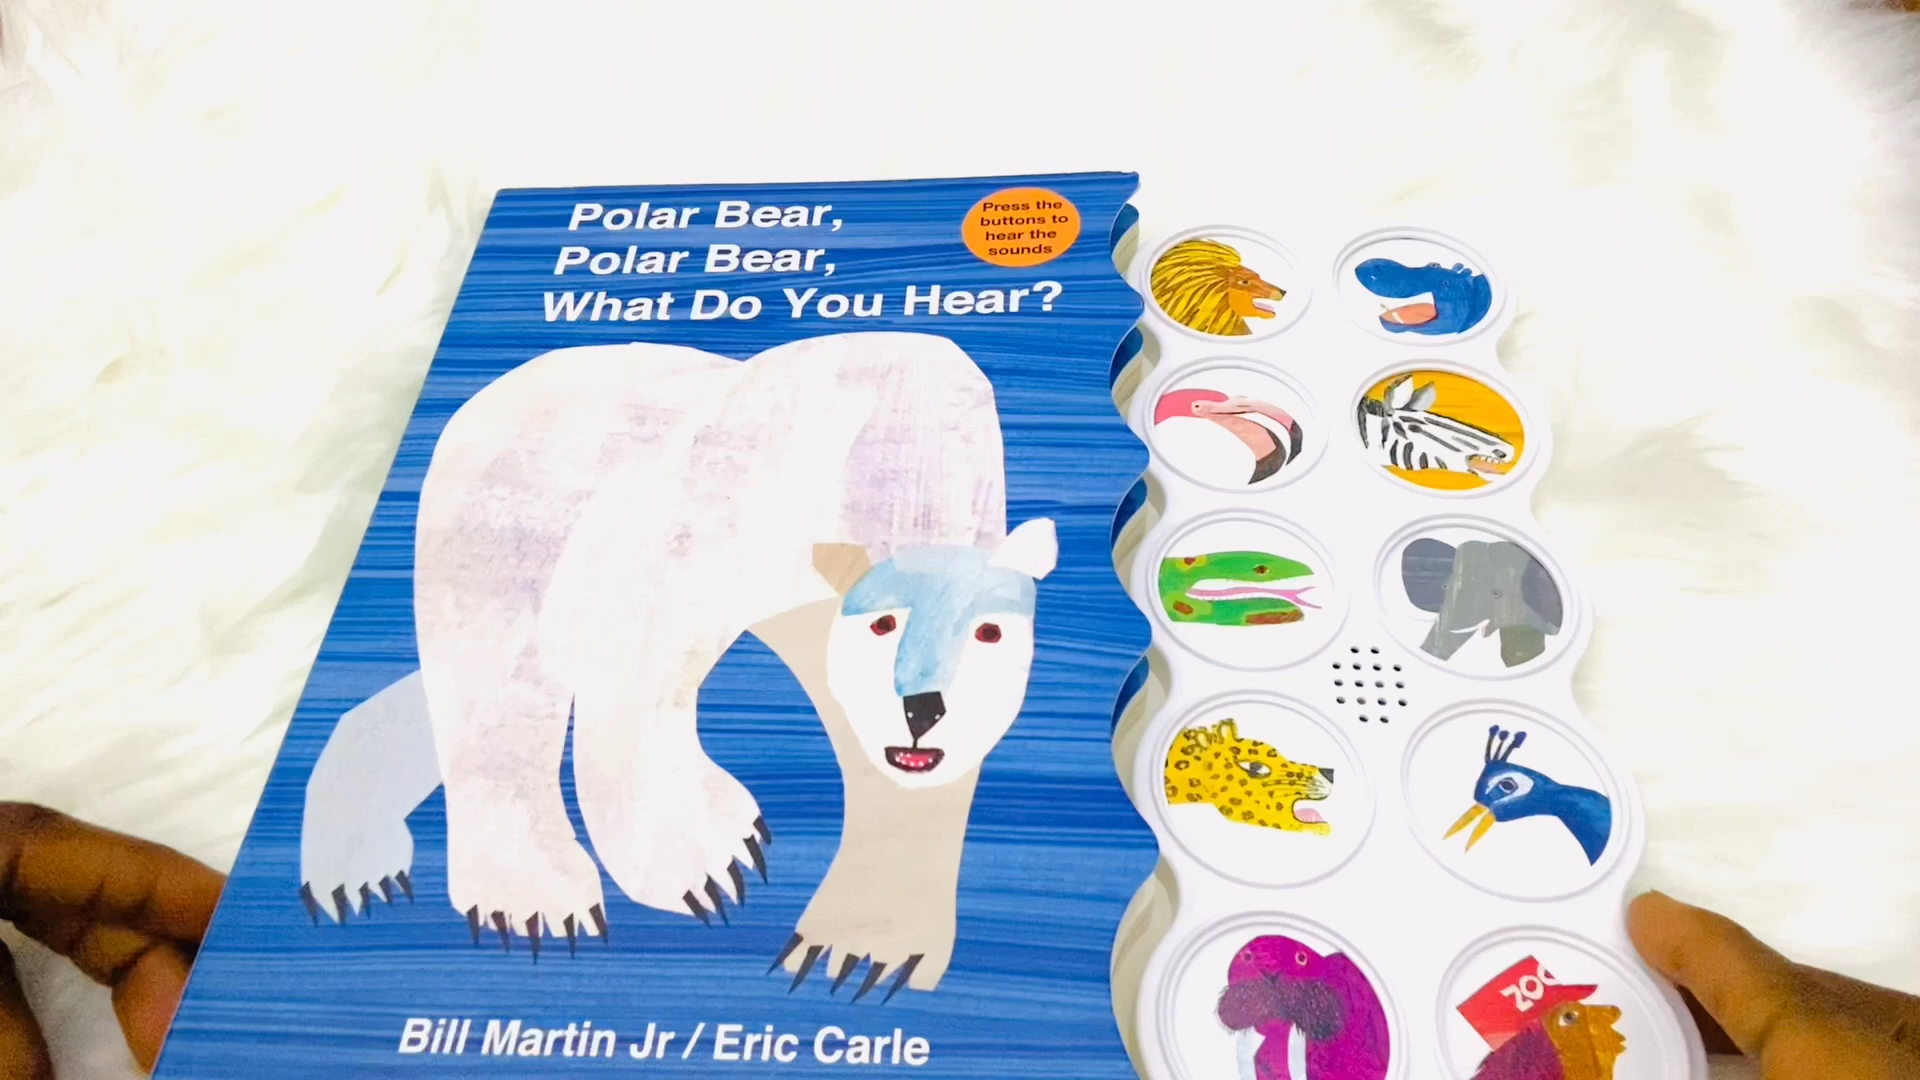 Polar Bear,
Polar Bear,
What Do You Hear?
Press the
buttons to
hear the
sounds
Bill Martin Jr / Eric Carle
ZOO